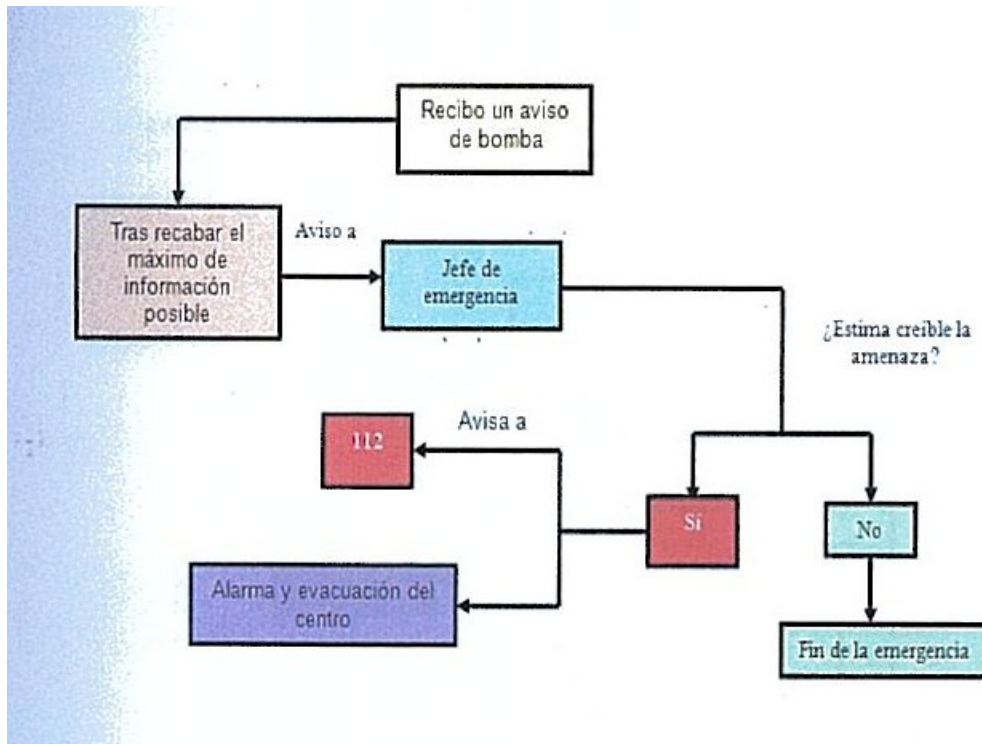 Recibo un aviso
de bomba
Tras recabar el
máximo de
información
posible
Aviso a
Jefe de
emergencia
¿Estima creíble la
amenaza?
Avisa a
112
Sí
No
Alarma y evacuación del
centro
Fin de la emergencia